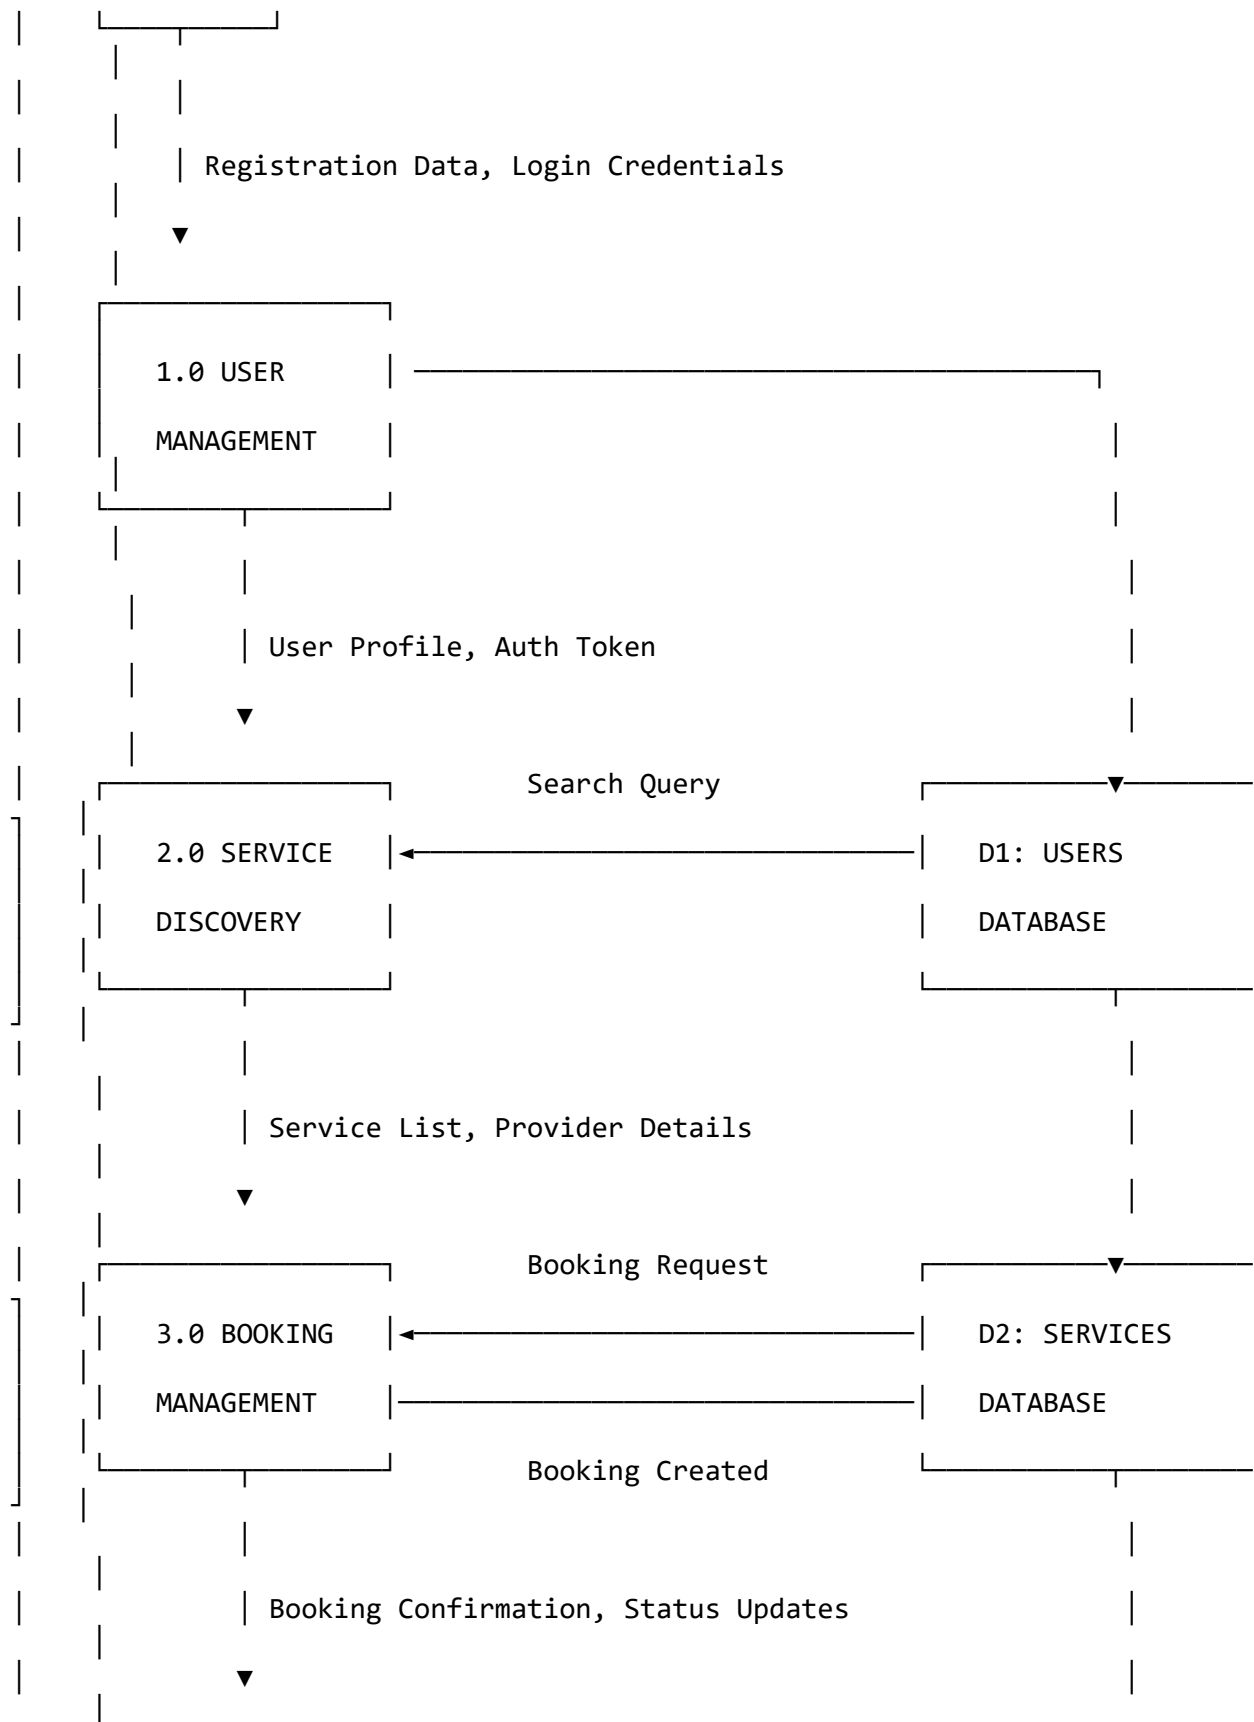 Registration Data, Login Credentials
1.0 USER
MANAGEMENT
User Profile, Auth Token
Search Query
2.0 SERVICE D1: USERS
DISCOVERY DATABASE
Service List, Provider Details
Booking Request
3.0 BOOKING D2: SERVICES
MANAGEMENT DATABASE
Booking Created
Booking Confirmation, Status Updates